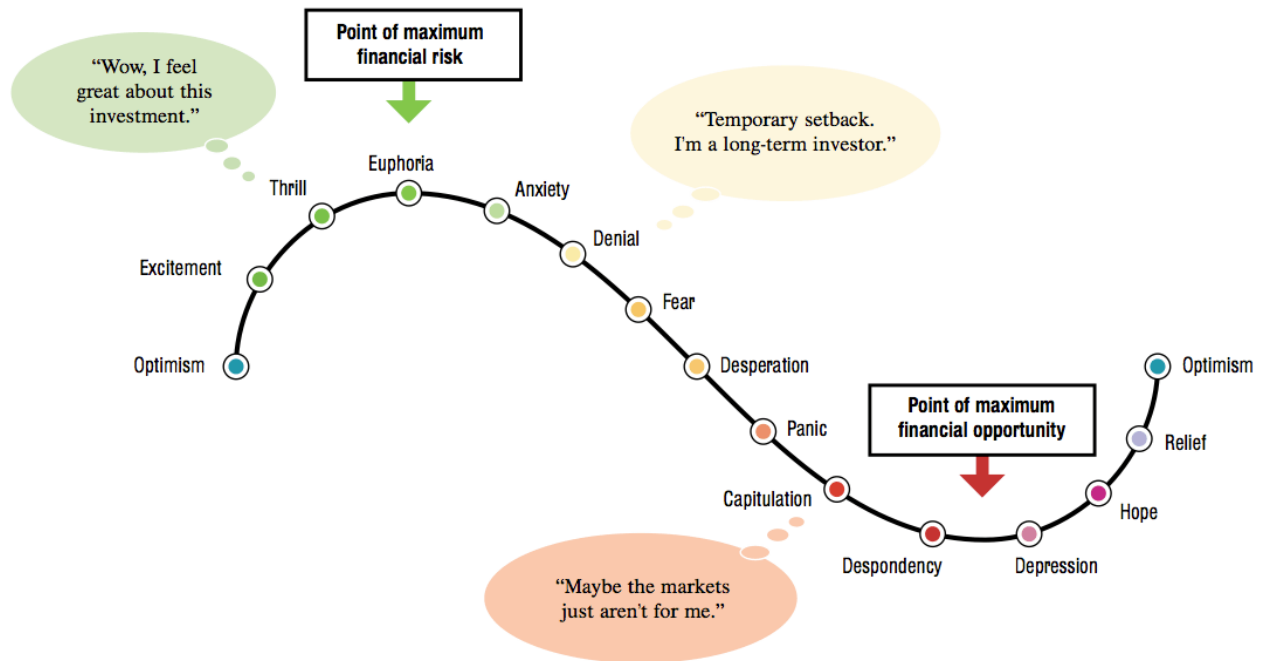 Point of maximum
financial risk
“Wow, I feel
great about this
investment.”
“Temporary setback.
I'm a long-term investor.”
Euphoria
Thrill
Anxiety
Denial
Excitement
Fear
Optimism
Desperation
Optimism
Point of maximum
financial opportunity
Panic
Relief
Capitulation
Hope
Despondency
Depression
“Maybe the markets
just aren't for me.”